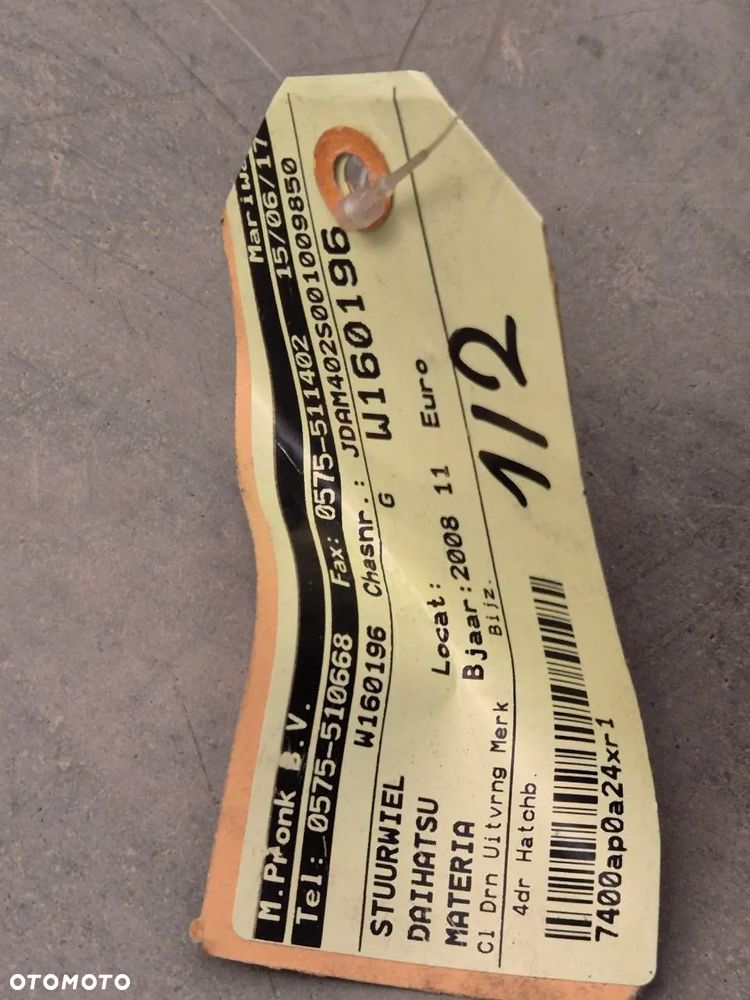 M.Pronk B.V. MariW
Tel: 0575-510668 Fax: 0575-511402 15/06/17
W160196 Chasnr.: JDAM402S001009850
STUURWIEL G W160196
DAIHATSU Locat:
MATERIA Bjaar:2008 11 Euro
Cl Drn Uitvrng Merk Bijz.
4dr Hatchb.
1/2
7400ap0a24xr1
OTOMOTO